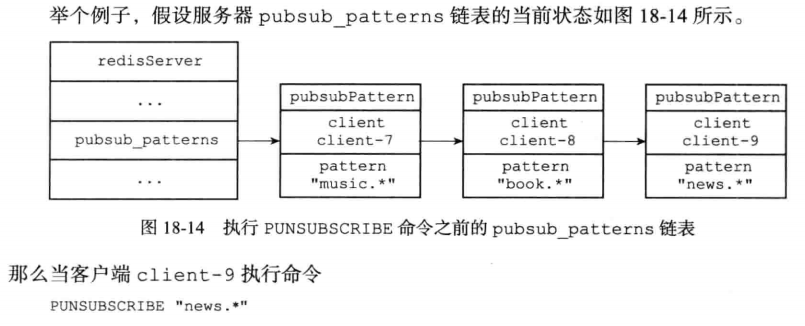 举个例子，假设服务器 pubsub_patterns 链表的当前状态如图 18-14 所示。
redisServer
...
pubsub_patterns
...
pubsubPattern
client
client-7
pattern
"music.*"
pubsubPattern
client
client-8
pattern
"book.*"
pubsubPattern
client
client-9
pattern
"news.*"
图 18-14 执行 PUNSUBSCRIBE 命令之前的 pubsub_patterns 链表
那么当客户端 client-9 执行命令
PUNSUBSCRIBE "news.*"